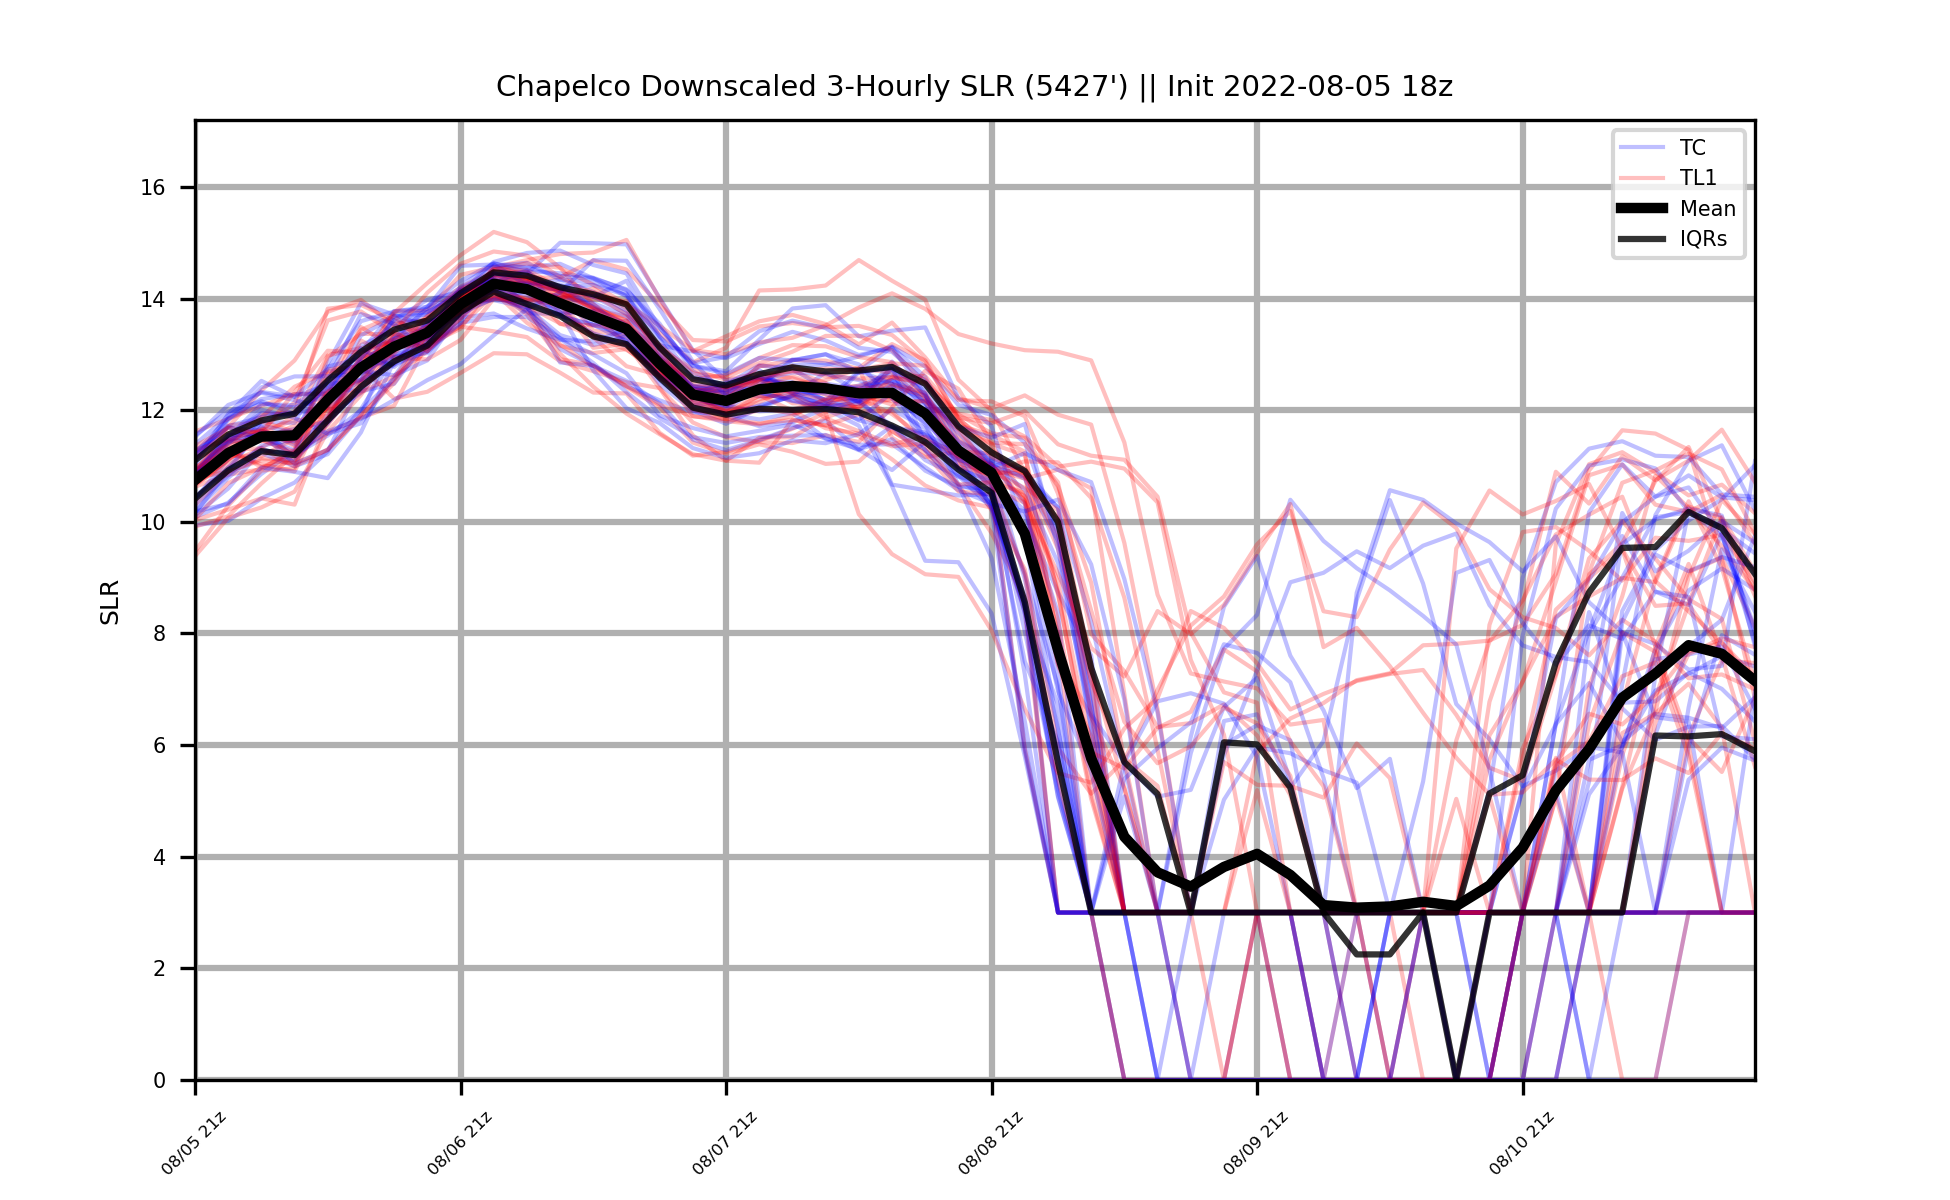 Chapelco Downscaled 3-Hourly SLR (5427') || Init 2022-08-05 18z
TC
TL1
Mean
IQRs
SLR
16
14
12
10
8
6
4
2
0
08/05 21z
08/06 21z
08/07 21z
08/08 21z
08/09 21z
08/10 21z